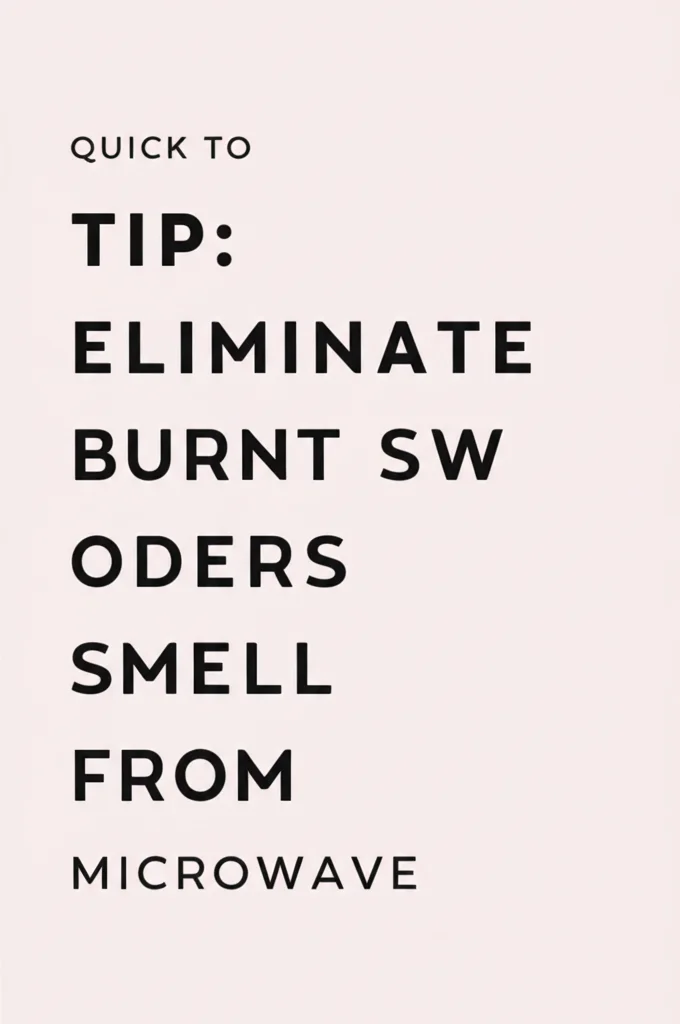 QUICK TO
TIP:
ELIMINATE
BURNT SW
ODERS
SMELL
FROM
MICROWAVE